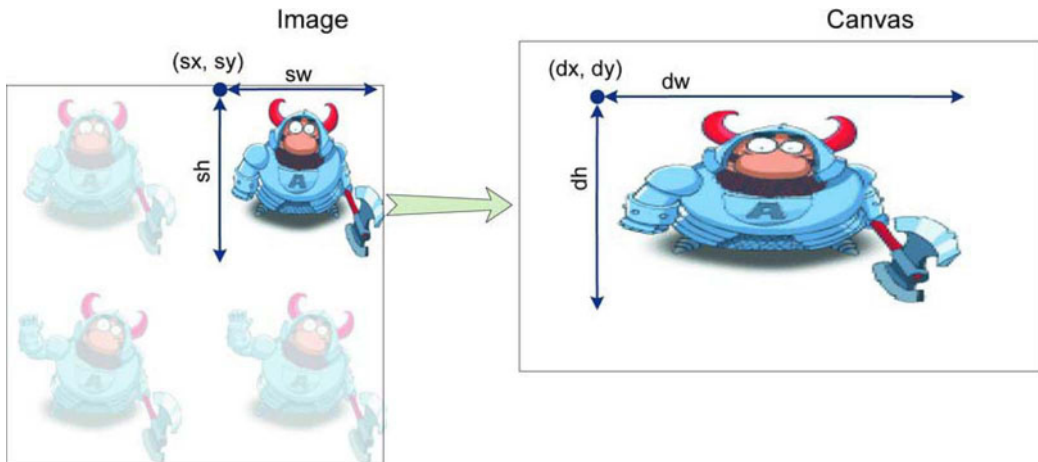 Image
Canvas
(sx, sy)
sw
sh
A
A
A
A
(dx, dy)
dw
dh
A